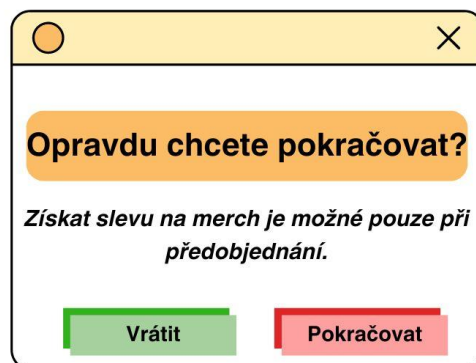 Opravdu chcete pokračovat?
Získat slevu na merch je možné pouze při
předobjednání.
Vrátit
Pokračovat